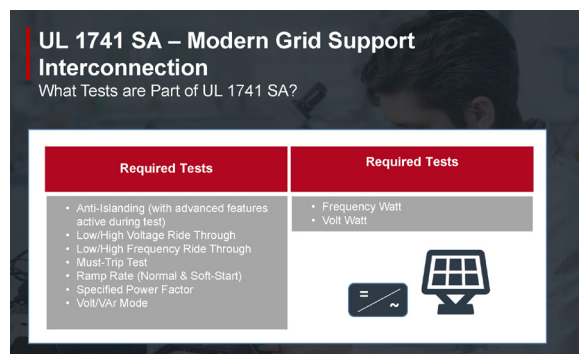 UL 1741 SA – Modern Grid Support
Interconnection
What Tests are Part of UL 1741 SA?
Required Tests
• Anti-Islanding (with advanced features
active during test)
• Low/High Voltage Ride Through
• Low/High Frequency Ride Through
• Must-Trip Test
• Ramp Rate (Normal & Soft-Start)
• Specified Power Factor
• Volt/VAr Mode
Required Tests
• Frequency Watt
• Volt Watt